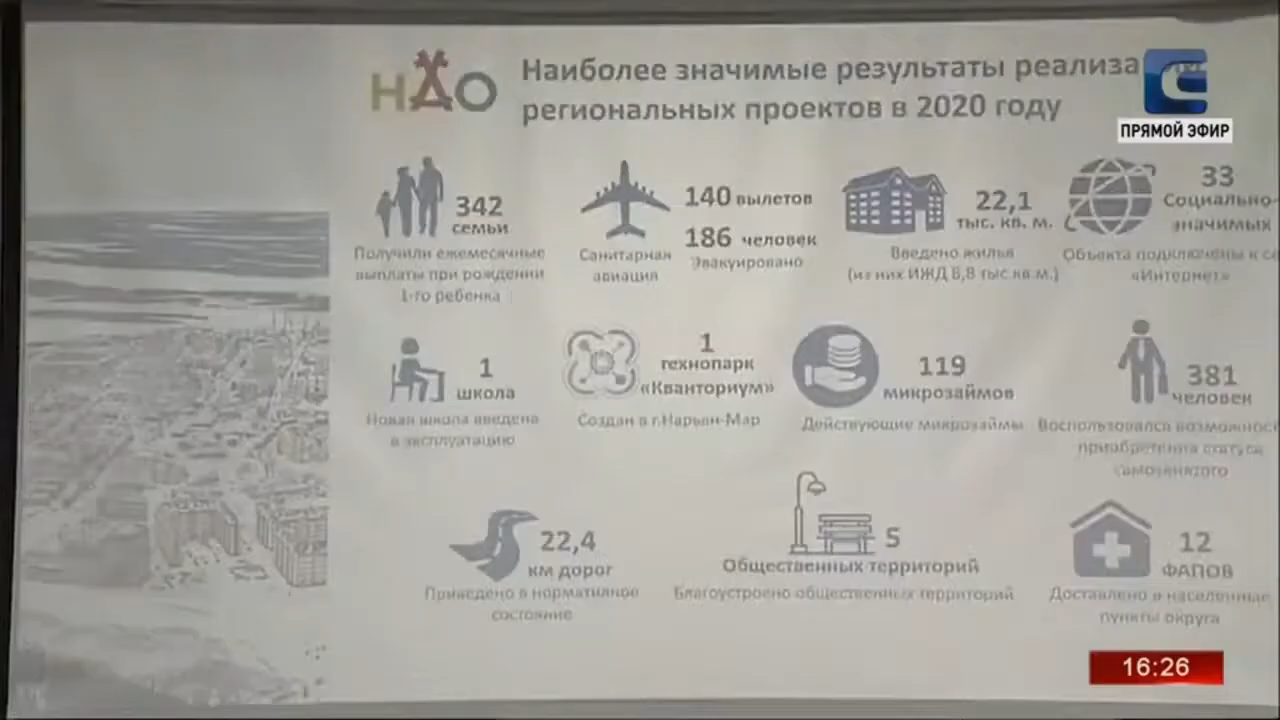 НАО
Наиболее значимые результаты реализа
региональных проектов в 2020 году
ПРЯМОЙ ЭФИР
342
семьи
Получили ежемесячные
выплаты при рождении
1-го ребенка
140 вылетов
186 человек
Санитарная
авиация
Эвакуировано
22,1
тыс. кв. м.
Введено жилья
(из них ИЖД 8,8 тыс.кв.м.)
33
Социально-
значимых
Объекта подключены к се
«Интернет»
1
школа
Новая школа введена
в эксплуатацию
1
технопарк
«Кванториум»
Создан в г.Нарьян-Мар
119
микрозаймов
Действующие микрозаймы
381
человек
Воспользовался возможнос
приобретения статуса
самозанятого
22,4
км дорог
Приведено в нормативное
состояние
5
Общественных территорий
Благоустроено общественных территорий
12
ФАПОВ
Доставлено в населенные
пункты округа
16:26